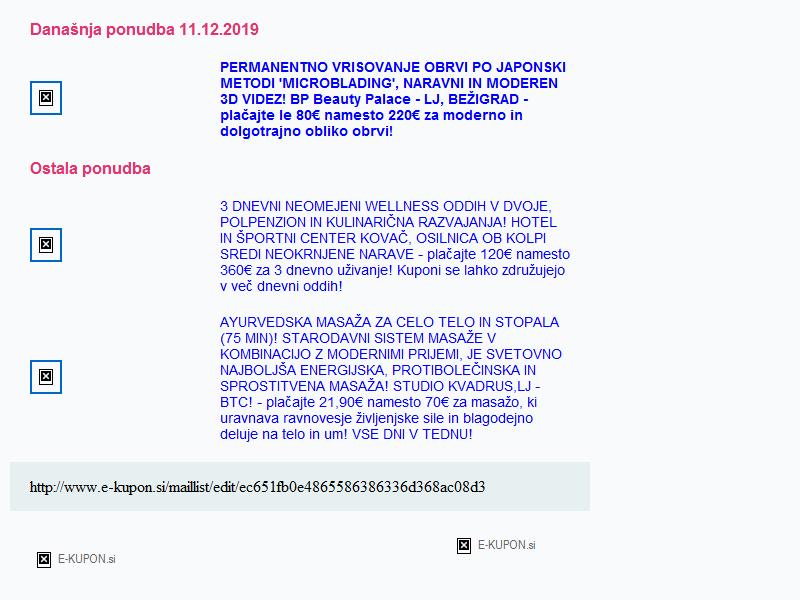 Današnja ponudba 11.12.2019
PERMANENTNO VRISOVANJE OBRVI PO JAPONSKI
METODI 'MICROBLADING', NARAVNI IN MODEREN
3D VIDEZ! BP Beauty Palace - LJ, BEŽIGRAD -
plačajte le 80€ namesto 220€ za moderno in
dolgotrajno obliko obrvi!
Ostala ponudba
3 DNEVNI NEOMEJENI WELLNESS ODDIH V DVOJE,
POLPENZION IN KULINARIČNA RAZVAJANJA! HOTEL
IN ŠPORTNI CENTER KOVAČ, OSILNICA OB KOLPI
SREDI NEOKRNJENE NARAVE - plačajte 120€ namesto
360€ za 3 dnevno uživanje! Kuponi se lahko združujejo
v več dnevni oddih!
AYURVEDSKA MASAŽA ZA CELO TELO IN STOPALA
(75 MIN)! STARODAVNI SISTEM MASAŽE V
KOMBINACIJO Z MODERNIMI PRIJEMI, JE SVETOVNO
NAJBOLJŠA ENERGIJSKA, PROTIBOLEČINSKA IN
SPROSTITVENA MASAŽA! STUDIO KVADRUS,LJ -
BTC! - plačajte 21,90€ namesto 70€ za masažo, ki
uravnava ravnovesje življenjske sile in blagodejno
deluje na telo in um! VSE DNI V TEDNU!
http://www.e-kupon.si/maillist/edit/ec651fb0e4865586386336d368ac08d3
E-KUPON.si
E-KUPON.si